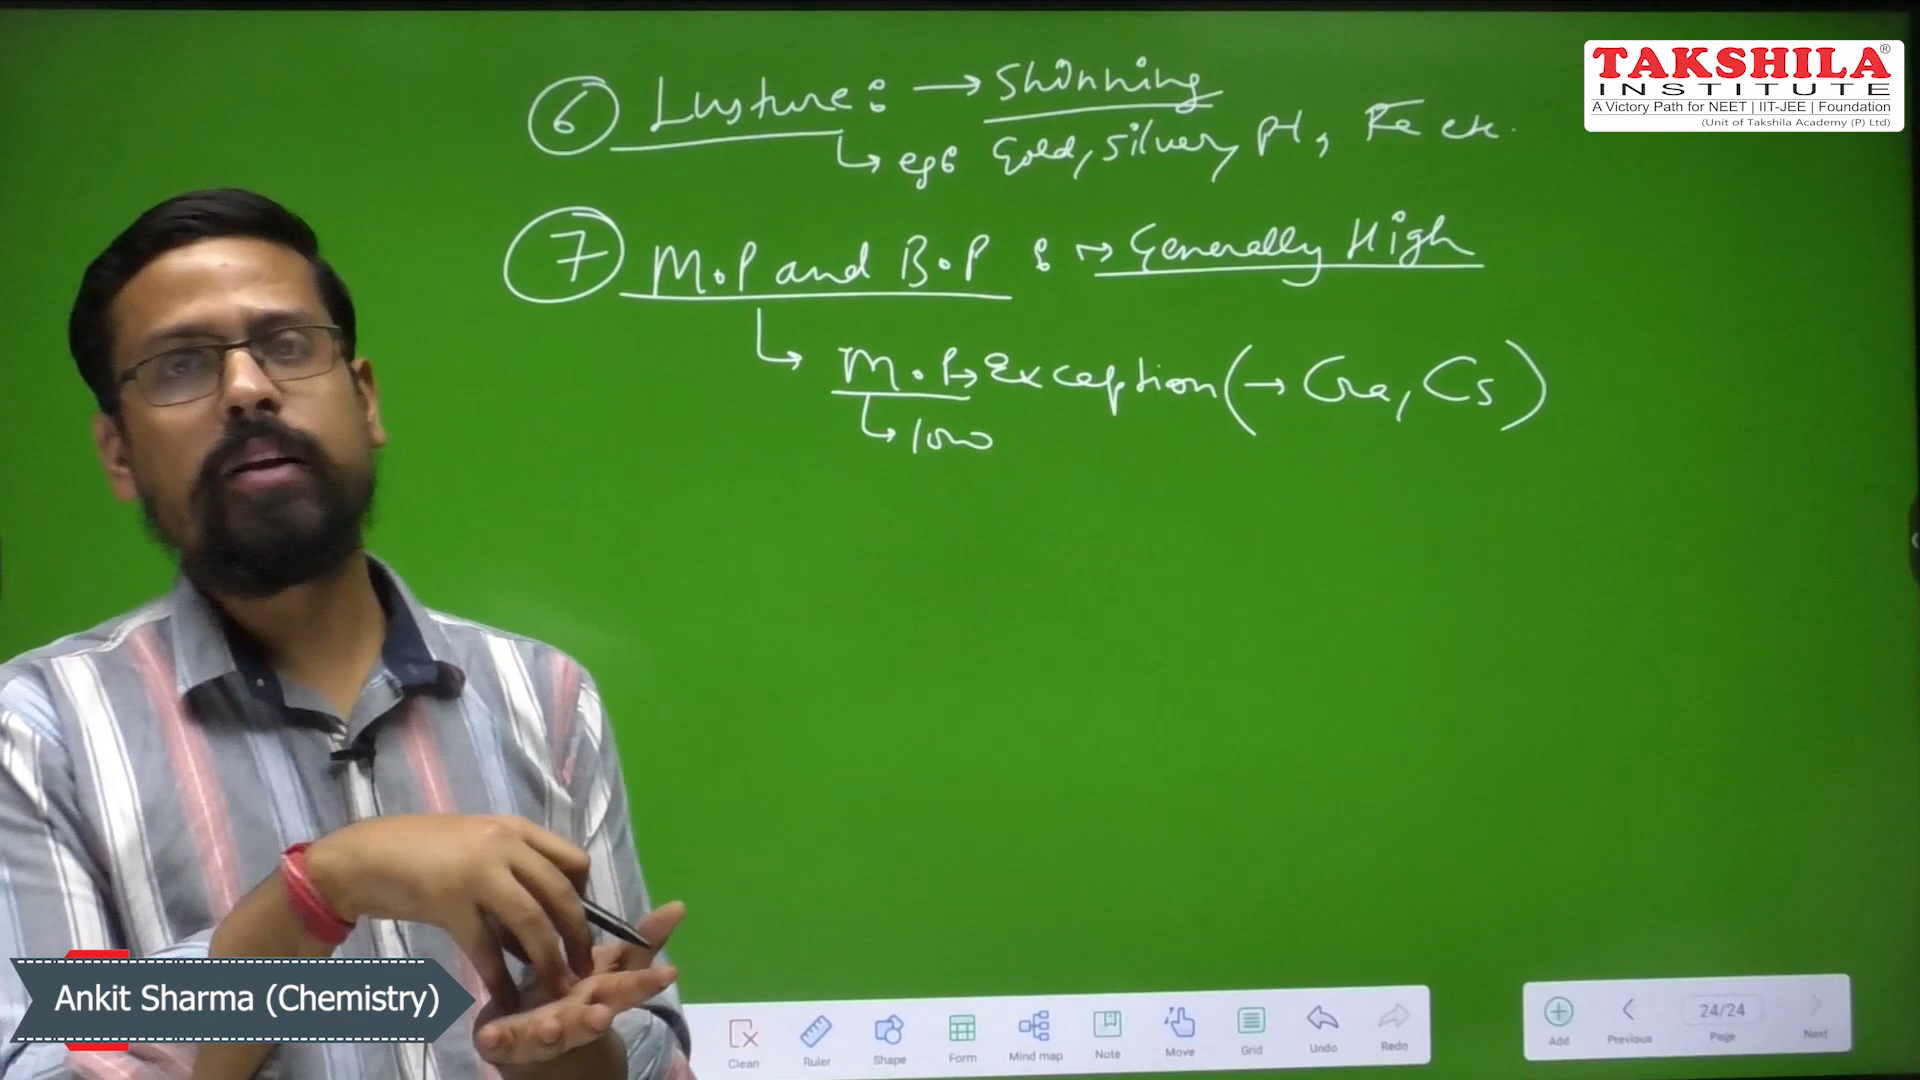 ⑥ Lusture : → Shinning
↳ eg: Gold, Silver, Pt, Fe etc.
⑦ M.P and B.P : → Generally High
↳ M.P → Exception (→ Ga, Cs)
↳ low
TAKSHILA®
INSTITUTE
A Victory Path for NEET | IIT-JEE | Foundation
(Unit of Takshila Academy (P) Ltd)
Ankit Sharma (Chemistry)
Clean Ruler Shape Form Mind map Note Move Grid Undo Redo
Add Previous 24/24 Page Next